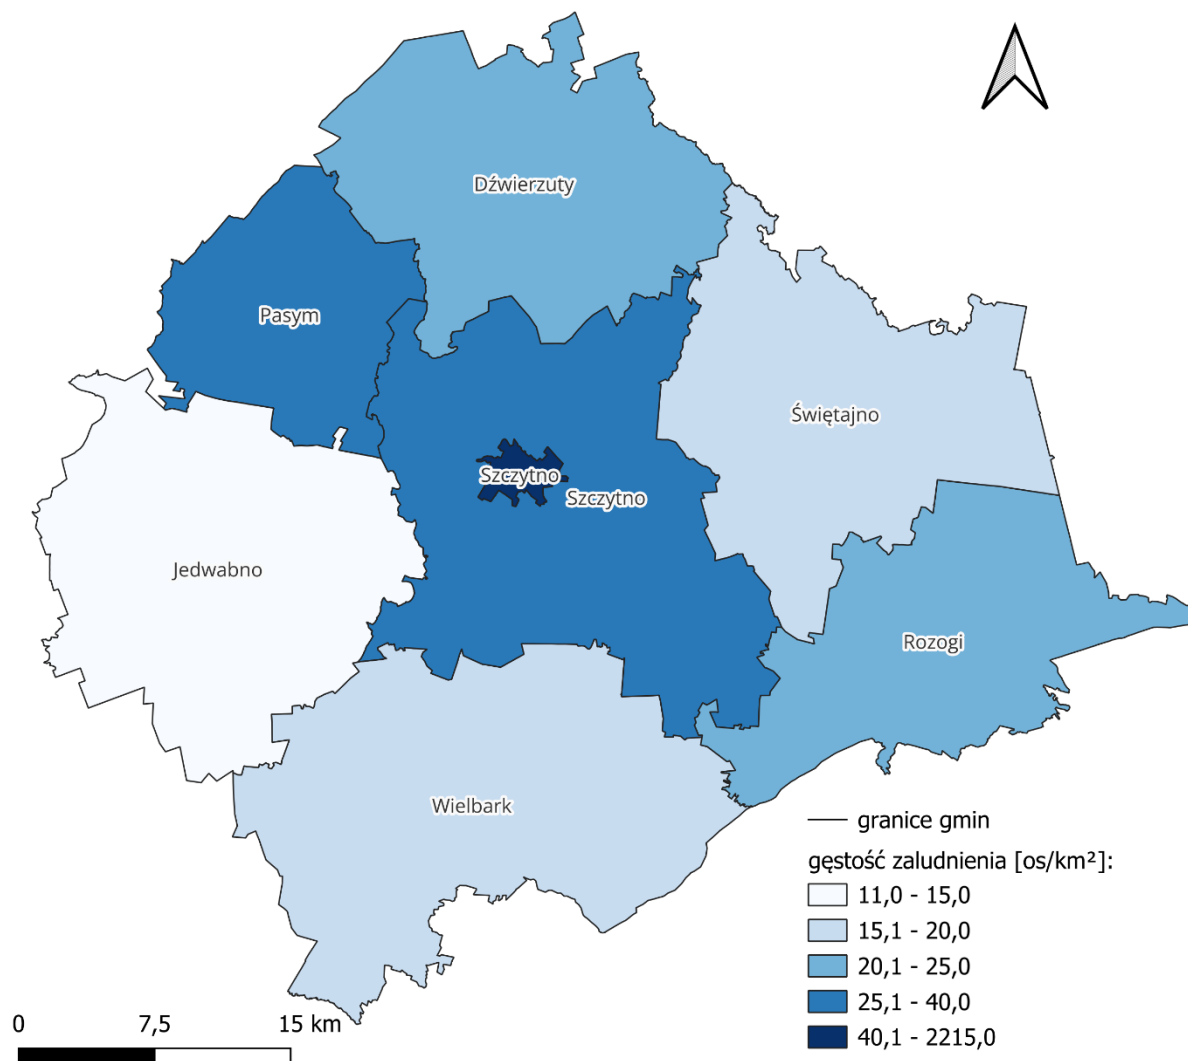 Dźwierzuty
Pasym
Świętajno
Szczytno
Szczytno
Jedwabno
Rozogi
Wielbark
granice gmin
gęstość zaludnienia [os/km²]:
11,0 - 15,0
15,1 - 20,0
20,1 - 25,0
25,1 - 40,0
40,1 - 2215,0
0 7,5 15 km